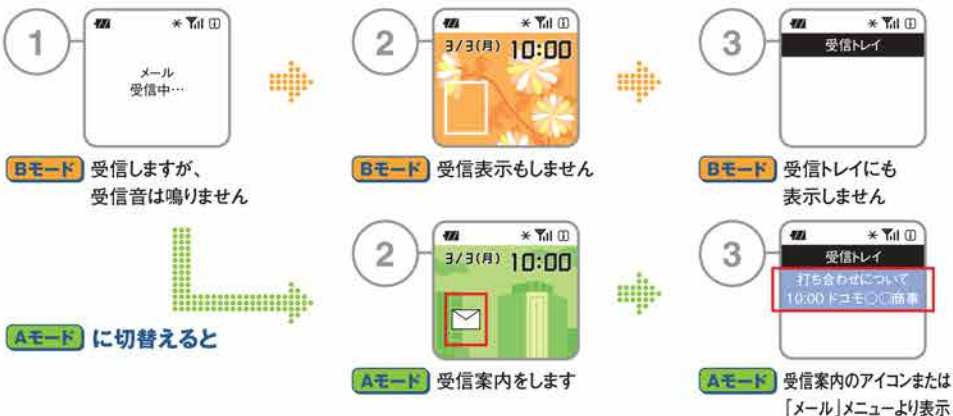 1
メール
受信中…
Bモード 受信しますが、
受信音は鳴りません
2
3/3(月) 10:00
Bモード 受信表示もしません
3
受信トレイ
Bモード 受信トレイにも
表示しません
Aモード に切替えると
2
3/3(月) 10:00
Aモード 受信案内をします
3
受信トレイ
打ち合わせについて
10:00 ドコモ○○商事
Aモード 受信案内のアイコンまたは
「メール」メニューより表示